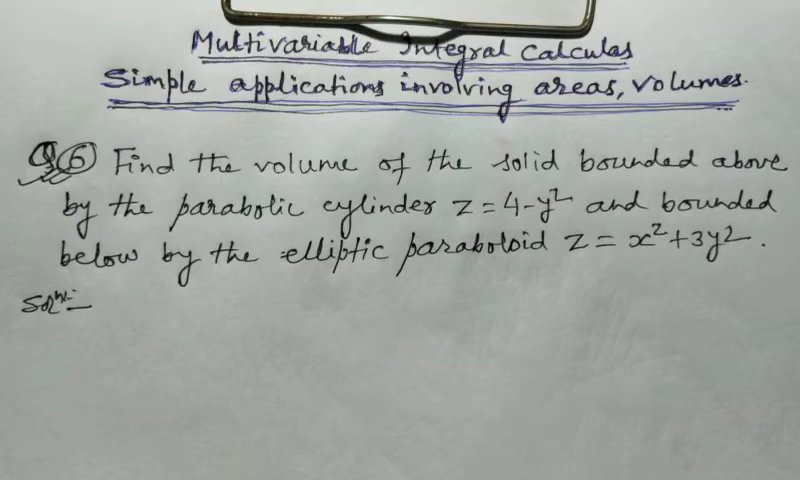 Multivariable Integral Calculas
Simple applications involving areas, volumes.
Q6 Find the volume of the solid bounded above
by the parabolic cylinder z = 4-y² and bounded
below by the elliptic paraboloid z = x²+3y².
Solⁿ:-